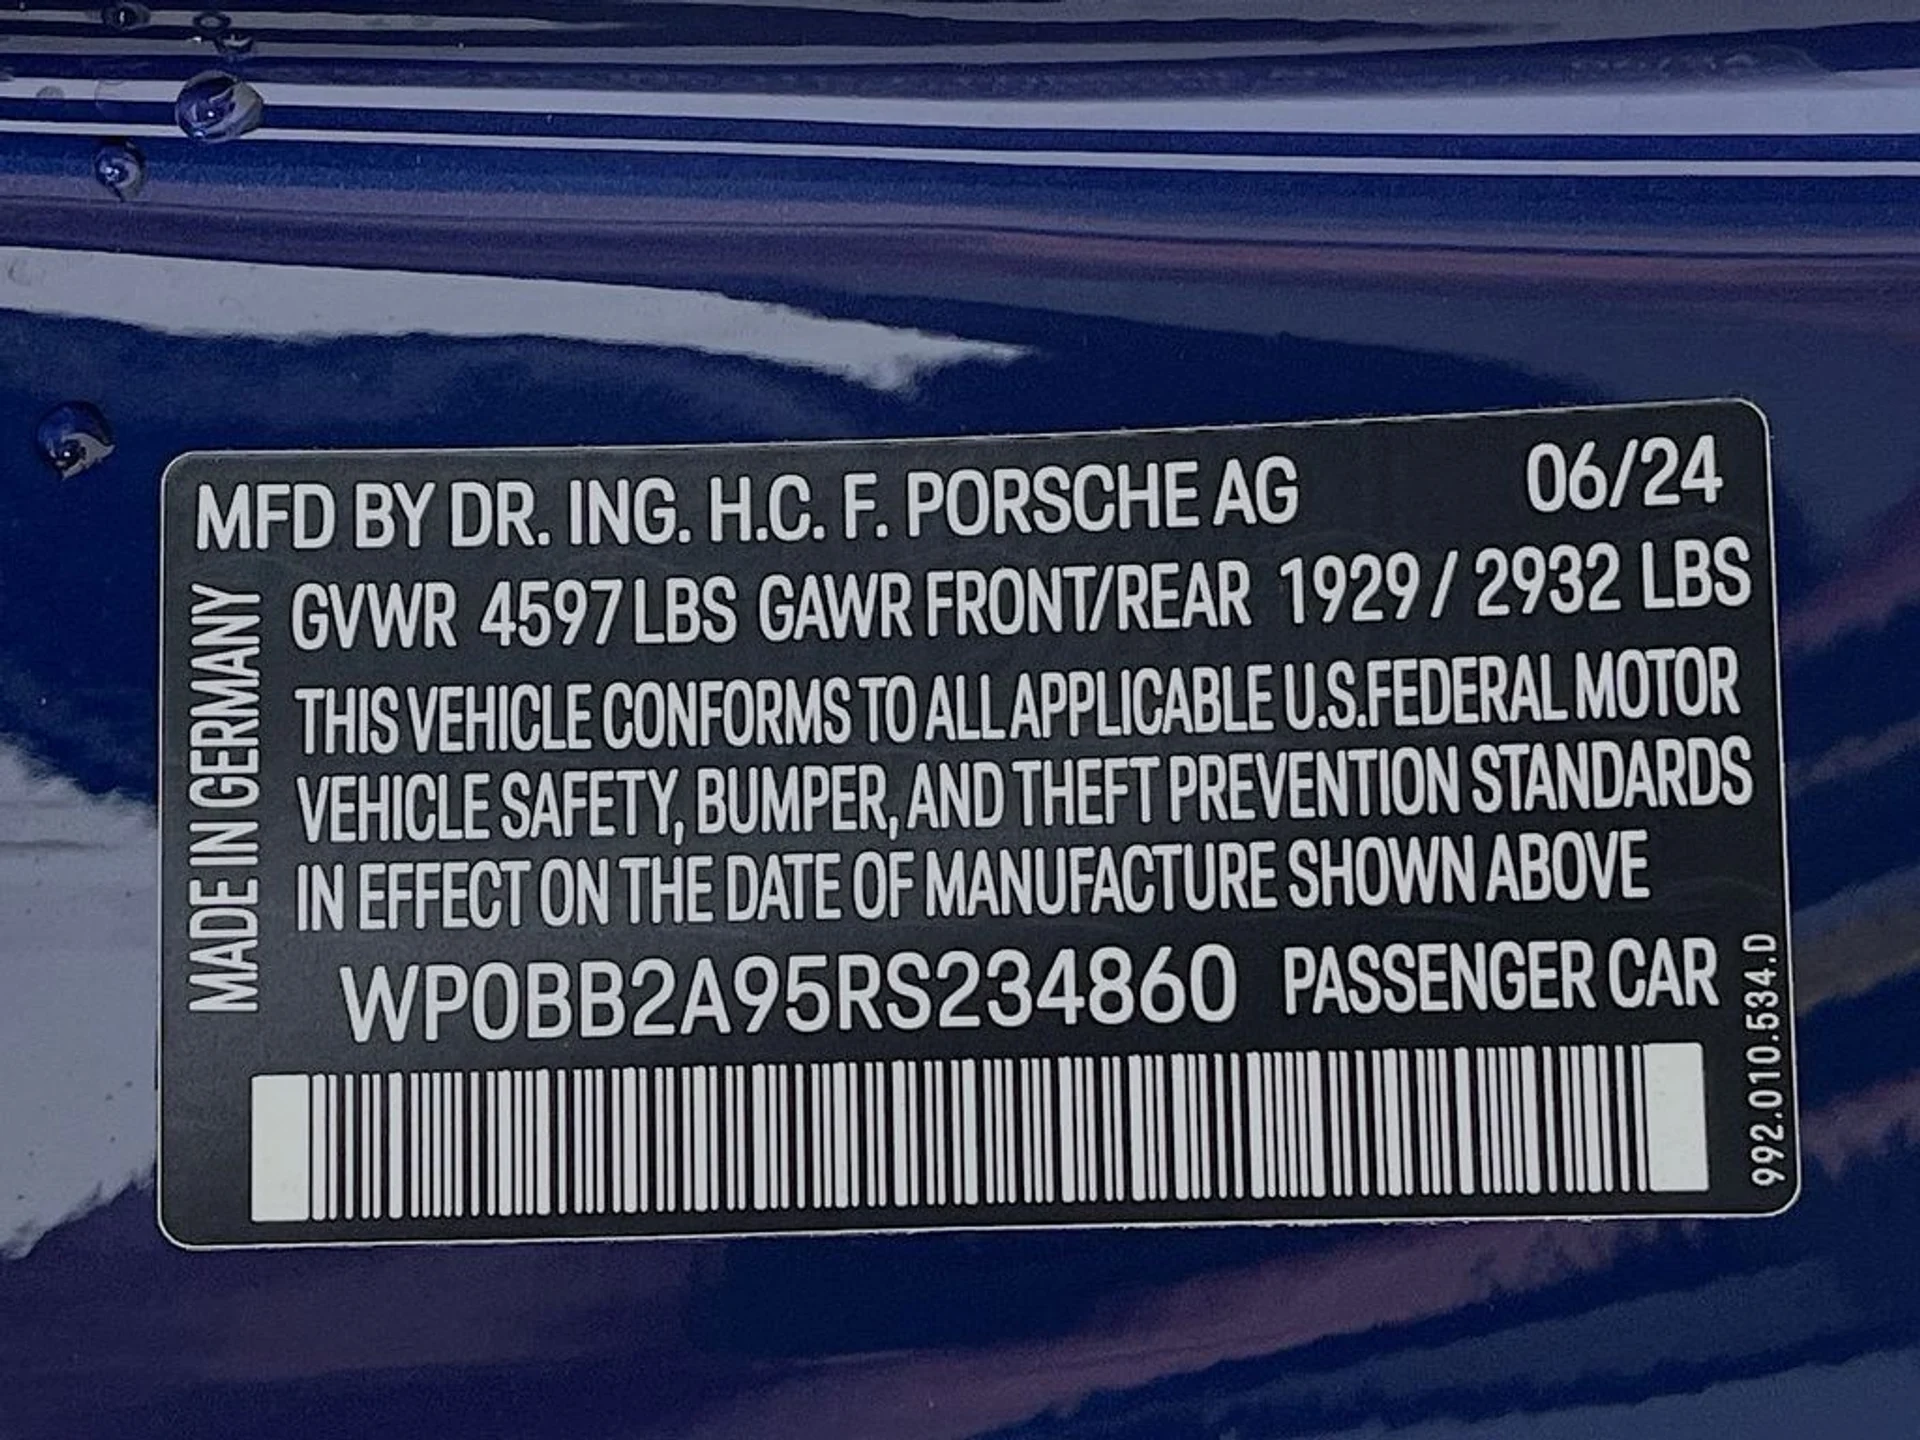 MFD BY DR. ING. H.C. F. PORSCHE AG 06/24
GVWR 4597 LBS GAWR FRONT/REAR 1929 / 2932 LBS
THIS VEHICLE CONFORMS TO ALL APPLICABLE U.S.FEDERAL MOTOR
VEHICLE SAFETY, BUMPER, AND THEFT PREVENTION STANDARDS
IN EFFECT ON THE DATE OF MANUFACTURE SHOWN ABOVE
WP0BB2A95RS234860 PASSENGER CAR
MADE IN GERMANY
992.010.534.D